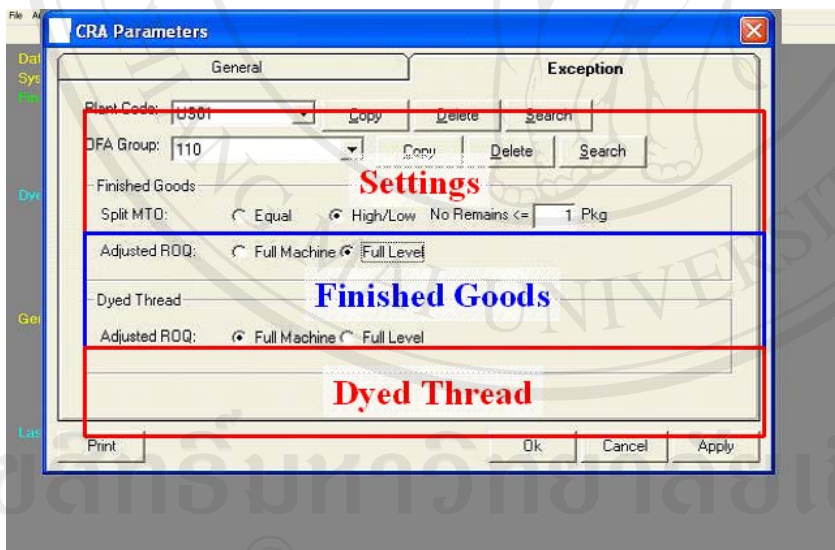 File
CRA Parameters
General Exception
Plant Code: US01 Copy Delete Search
DFA Group: 110 Copy Delete Search
Settings
Finished Goods
Split MTO: Equal High/Low No Remains <= 1 Pkg
Adjusted ROQ: Full Machine Full Level
Finished Goods
Dyed Thread
Adjusted ROQ: Full Machine Full Level
Dyed Thread
Print Ok Cancel Apply